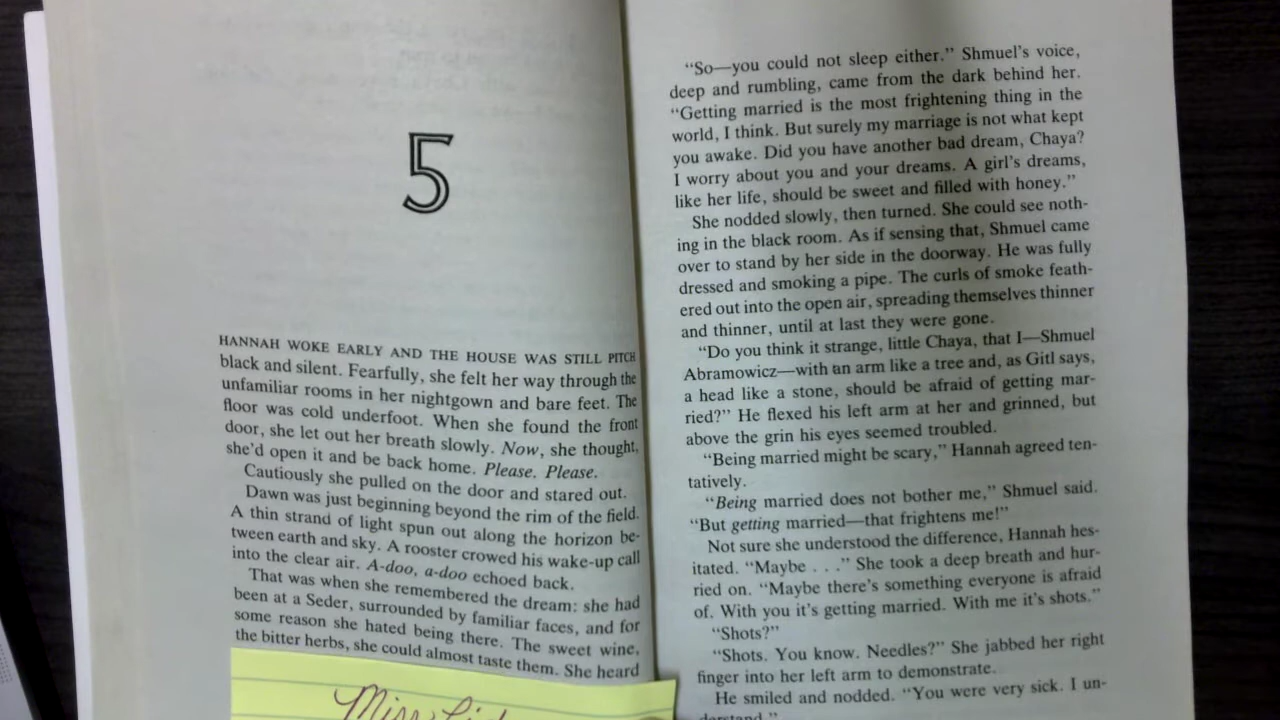 5
HANNAH WOKE EARLY AND THE HOUSE WAS STILL PITCH
black and silent. Fearfully, she felt her way through the
unfamiliar rooms in her nightgown and bare feet. The
floor was cold underfoot. When she found the front
door, she let out her breath slowly. Now, she thought,
she'd open it and be back home. Please. Please.
Cautiously she pulled on the door and stared out.
Dawn was just beginning beyond the rim of the field.
A thin strand of light spun out along the horizon be-
tween earth and sky. A rooster crowed his wake-up call
into the clear air. A-doo, a-doo echoed back.
That was when she remembered the dream: she had
been at a Seder, surrounded by familiar faces, and for
some reason she hated being there. The sweet wine,
the bitter herbs, she could almost taste them. She heard
Miss
“So—you could not sleep either.” Shmuel's voice,
deep and rumbling, came from the dark behind her.
“Getting married is the most frightening thing in the
world, I think. But surely my marriage is not what kept
you awake. Did you have another bad dream, Chaya?
I worry about you and your dreams. A girl's dreams,
like her life, should be sweet and filled with honey.”
She nodded slowly, then turned. She could see noth-
ing in the black room. As if sensing that, Shmuel came
over to stand by her side in the doorway. He was fully
dressed and smoking a pipe. The curls of smoke feath-
ered out into the open air, spreading themselves thinner
and thinner, until at last they were gone.
“Do you think it strange, little Chaya, that I—Shmuel
Abramowicz—with an arm like a tree and, as Gitl says,
a head like a stone, should be afraid of getting mar-
ried?” He flexed his left arm at her and grinned, but
above the grin his eyes seemed troubled.
“Being married might be scary,” Hannah agreed ten-
tatively.
“Being married does not bother me,” Shmuel said.
“But getting married—that frightens me!”
Not sure she understood the difference, Hannah hes-
itated. “Maybe . . .” She took a deep breath and hur-
ried on. “Maybe there's something everyone is afraid
of. With you it's getting married. With me it's shots.”
“Shots?”
“Shots. You know. Needles?” She jabbed her right
finger into her left arm to demonstrate.
He smiled and nodded. “You were very sick. I un-
derstand.”